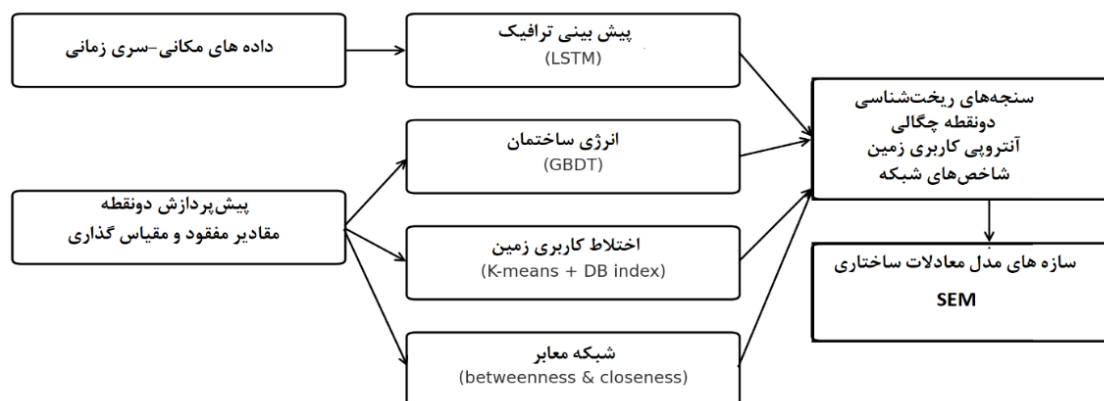 داده های مکانی-سری زمانی
پیش بینی ترافیک
(LSTM)
سنجه‌های ریخت‌شناسی
دونقطه چگالی
آنتروپی کاربری زمین
شاخص‌های شبکه
انرژی ساختمان
(GBDT)
پیش‌پردازش دونقطه
مقادیر مفقود و مقیاس گذاری
اختلاط کاربری زمین
(K-means + DB index)
سازه های مدل معادلات ساختاری
SEM
شبکه معابر
(betweenness & closeness)